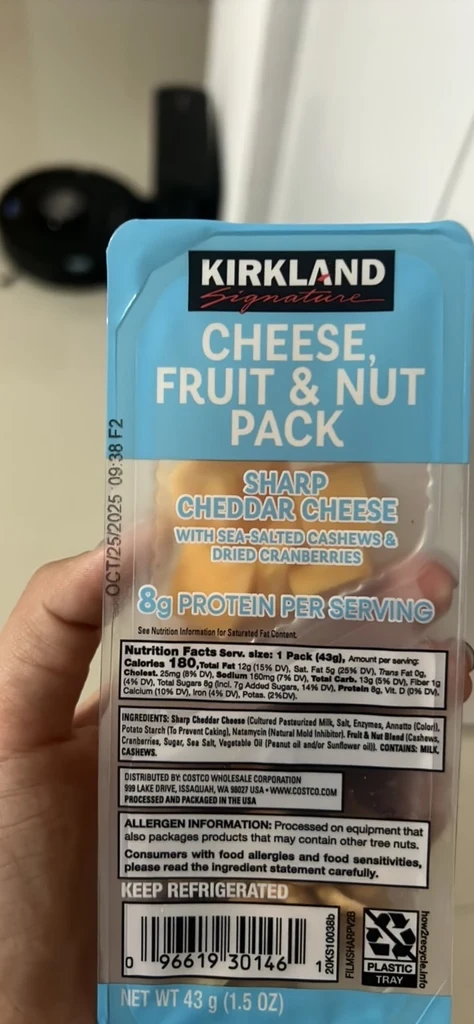 KIRKLAND
Signature
CHEESE,
FRUIT & NUT
PACK
OCT/25/2025 09:38 F2
SHARP
CHEDDAR CHEESE
WITH SEA-SALTED CASHEWS &
DRIED CRANBERRIES
8g PROTEIN PER SERVING
See Nutrition Information for Saturated Fat Content.
Nutrition Facts Serv. size: 1 Pack (43g), Amount per serving:
Calories 180, Total Fat 12g (15% DV), Sat. Fat 5g (25% DV), Trans Fat 0g,
Cholest. 25mg (8% DV), Sodium 160mg (7% DV), Total Carb. 13g (5% DV), Fiber 1g
(4% DV), Total Sugars 8g (Incl. 7g Added Sugars, 14% DV), Protein 8g, Vit. D (0% DV),
Calcium (10% DV), Iron (4% DV), Potas. (2%DV).
INGREDIENTS: Sharp Cheddar Cheese (Cultured Pasteurized Milk, Salt, Enzymes, Annatto (Color)),
Potato Starch (To Prevent Caking), Natamycin (Natural Mold Inhibitor). Fruit & Nut Blend (Cashews,
Cranberries, Sugar, Sea Salt, Vegetable Oil (Peanut oil and/or Sunflower oil)). CONTAINS: MILK,
CASHEWS.
DISTRIBUTED BY: COSTCO WHOLESALE CORPORATION
999 LAKE DRIVE, ISSAQUAH, WA 98027 USA • WWW.COSTCO.COM
PROCESSED AND PACKAGED IN THE USA
ALLERGEN INFORMATION: Processed on equipment that
also packages products that may contain other tree nuts.
Consumers with food allergies and food sensitivities,
please read the ingredient statement carefully.
KEEP REFRIGERATED
0 96619 30146 1
20KS10038b
FILMSHARPV2B
PLASTIC
TRAY
how2recycle.info
NET WT 43 g (1.5 OZ)